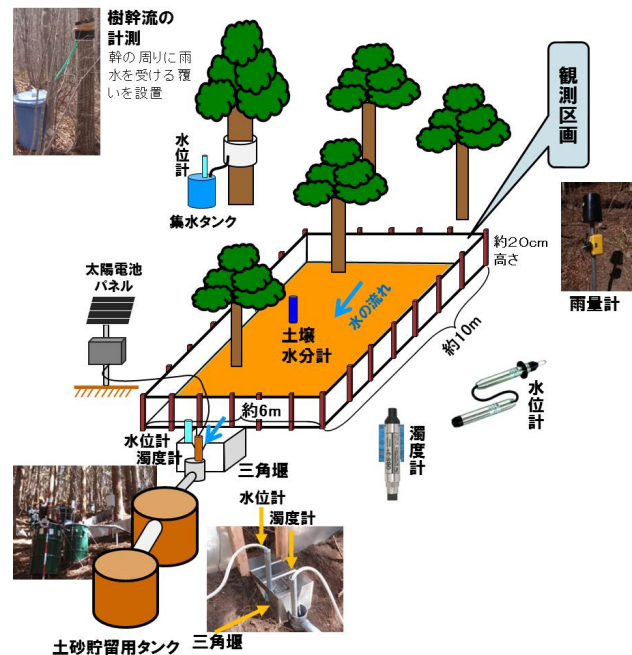 樹幹流の
計測
幹の周りに雨
水を受ける覆
いを設置
水位計
集水タンク
観測区画
約20cm
高さ
雨量計
太陽電池
パネル
土壌
水分計
水の流れ
約10m
約6m
水位計
濁度計
三角堰
水位計
濁度計
水位計
濁度計
三角堰
土砂貯留用タンク